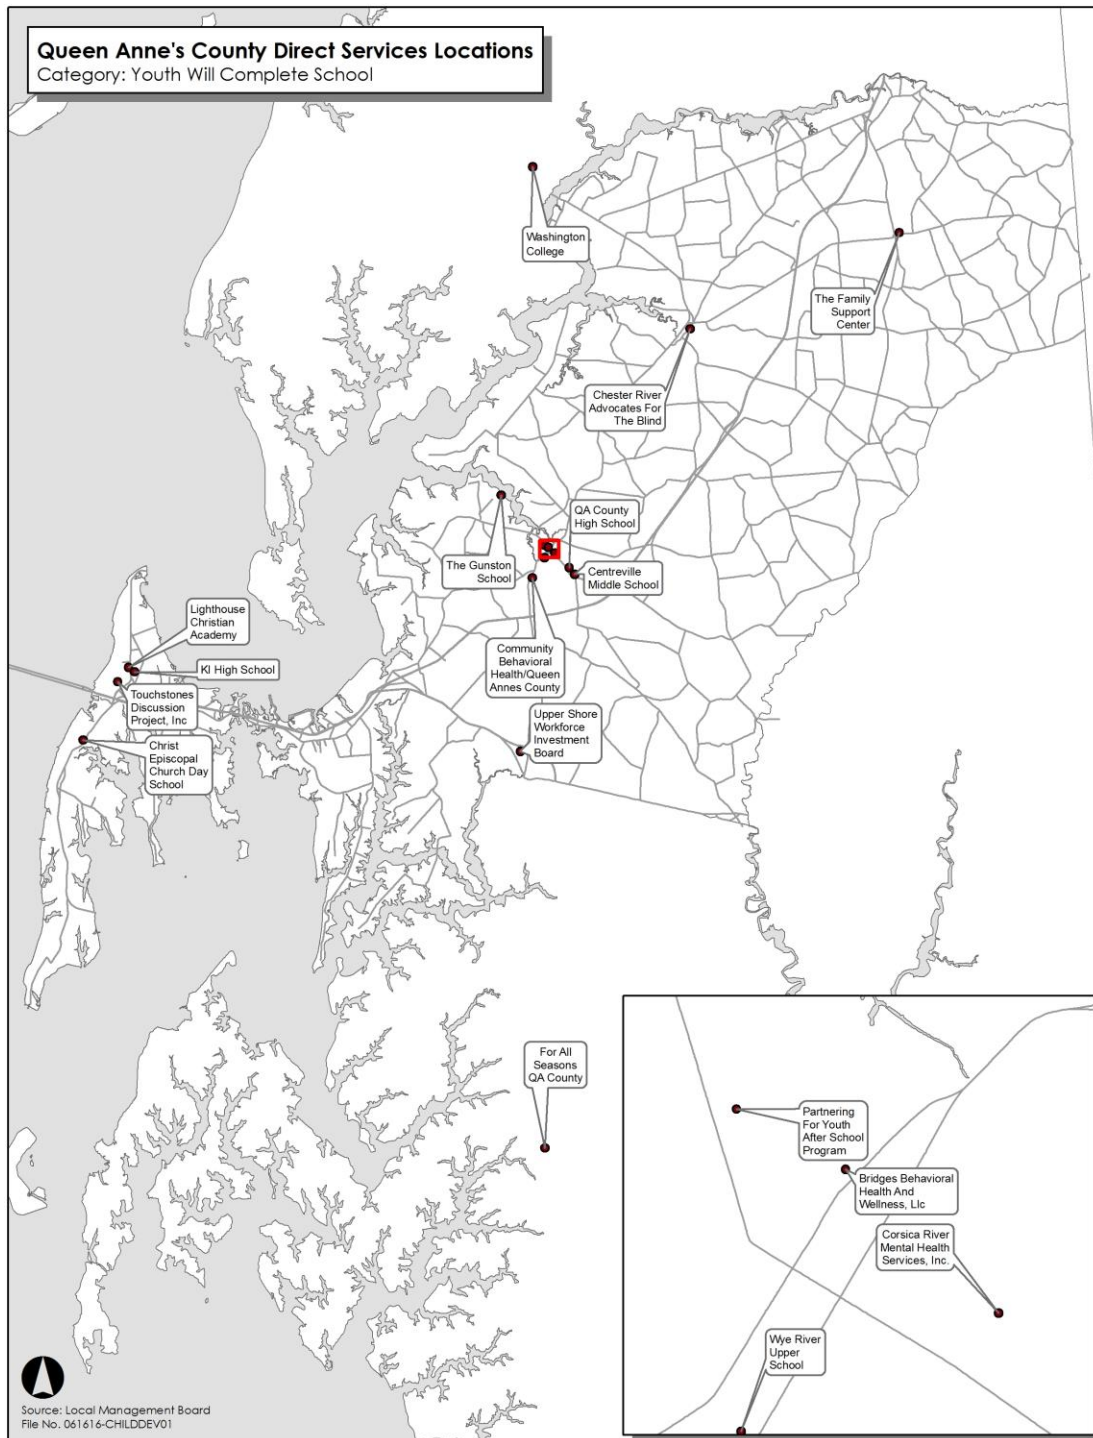 Queen Anne's County Direct Services Locations
Category: Youth Will Complete School
Washington
College
The Family
Support
Center
Chester River
Advocates For
The Blind
QA County
High School
The Gunston
School
Centreville
Middle School
Lighthouse
Christian
Academy
KI High School
Community
Behavioral
Health/Queen
Annes County
Touchstones
Discussion
Project, Inc
Upper Shore
Workforce
Investment
Board
Christ
Episcopal
Church Day
School
For All
Seasons
QA County
Partnering
For Youth
After School
Program
Bridges Behavioral
Health And
Wellness, Llc
Corsica River
Mental Health
Services, Inc.
Wye River
Upper
School
Source: Local Management Board
File No. 061616-CHILDDEV01